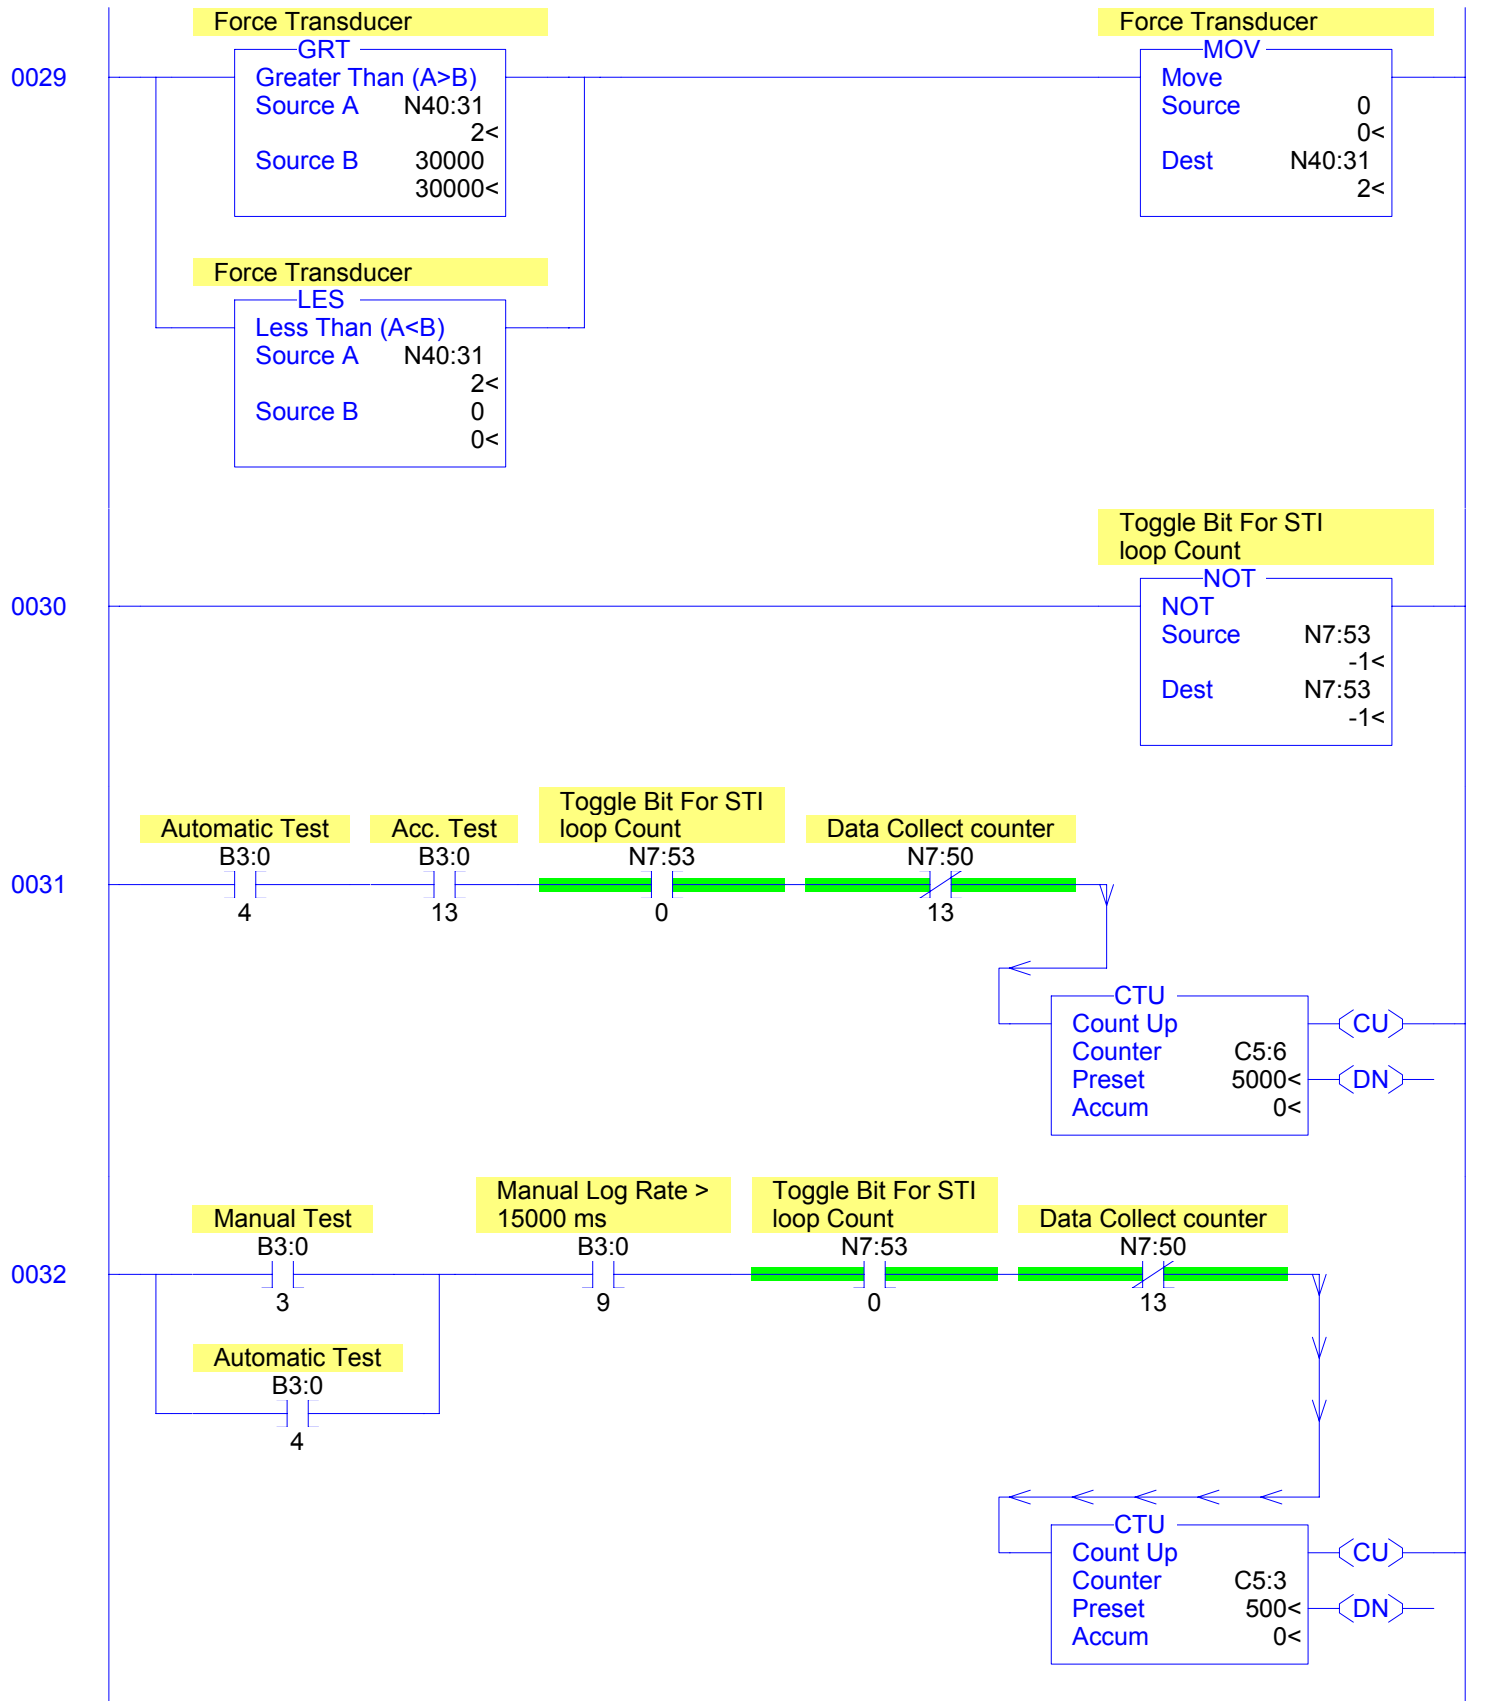 Force Transducer
GRT
Greater Than (A>B)
Source A N40:31
2<
Source B 30000
30000<
Force Transducer
MOV
Move
Source 0
0<
Dest N40:31
2<
0029
Force Transducer
LES
Less Than (A<B)
Source A N40:31
2<
Source B 0
0<
Toggle Bit For STI
loop Count
NOT
NOT
Source N7:53
-1<
Dest N7:53
-1<
0030
0031
Automatic Test
B3:0
4
Acc. Test
B3:0
13
Toggle Bit For STI
loop Count
N7:53
0
Data Collect counter
N7:50
13
CTU
Count Up
Counter C5:6
Preset 5000<
Accum 0<
CU
DN
0032
Manual Test
B3:0
3
Automatic Test
B3:0
4
Manual Log Rate >
15000 ms
B3:0
9
Toggle Bit For STI
loop Count
N7:53
0
Data Collect counter
N7:50
13
CTU
Count Up
Counter C5:3
Preset 500<
Accum 0<
CU
DN